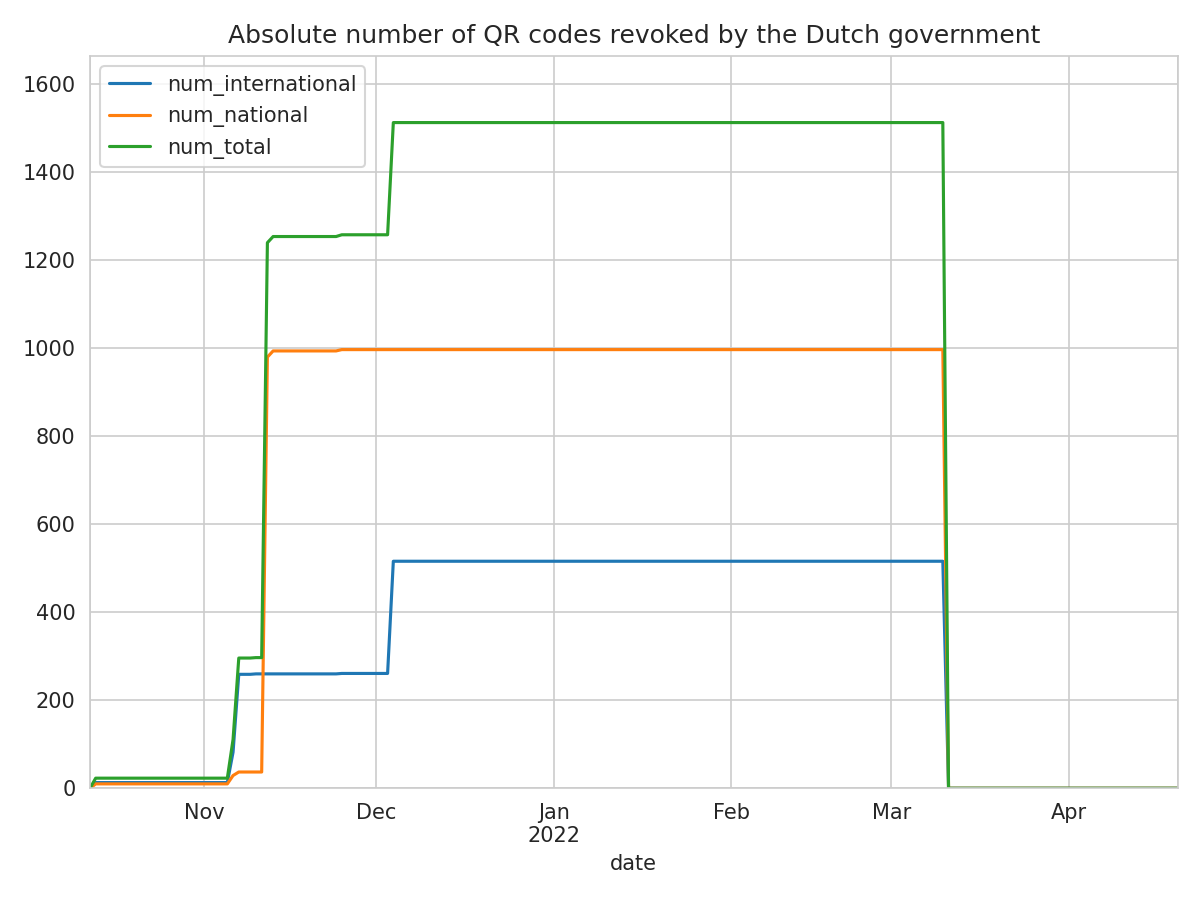 Absolute number of QR codes revoked by the Dutch government
num_international
num_national
num_total
1600
1400
1200
1000
800
600
400
200
0
Nov
Dec
Jan
2022
Feb
Mar
Apr
date